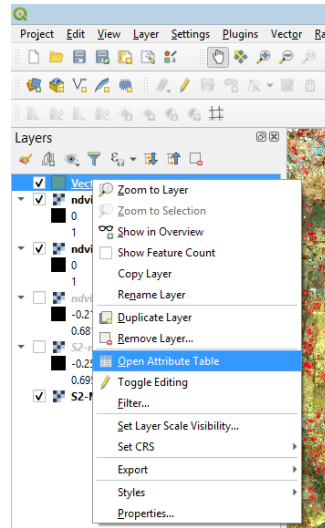 Project Edit View Layer Settings Plugins Vector
Layers
Vect
ndvi
0
1
ndvi
0
1
ndvi
-0.21
0.681
S2-
-0.25
0.695
S2-
Zoom to Layer
Zoom to Selection
Show in Overview
Show Feature Count
Copy Layer
Rename Layer
Duplicate Layer
Remove Layer...
Open Attribute Table
Toggle Editing
Filter...
Set Layer Scale Visibility...
Set CRS
Export
Styles
Properties...